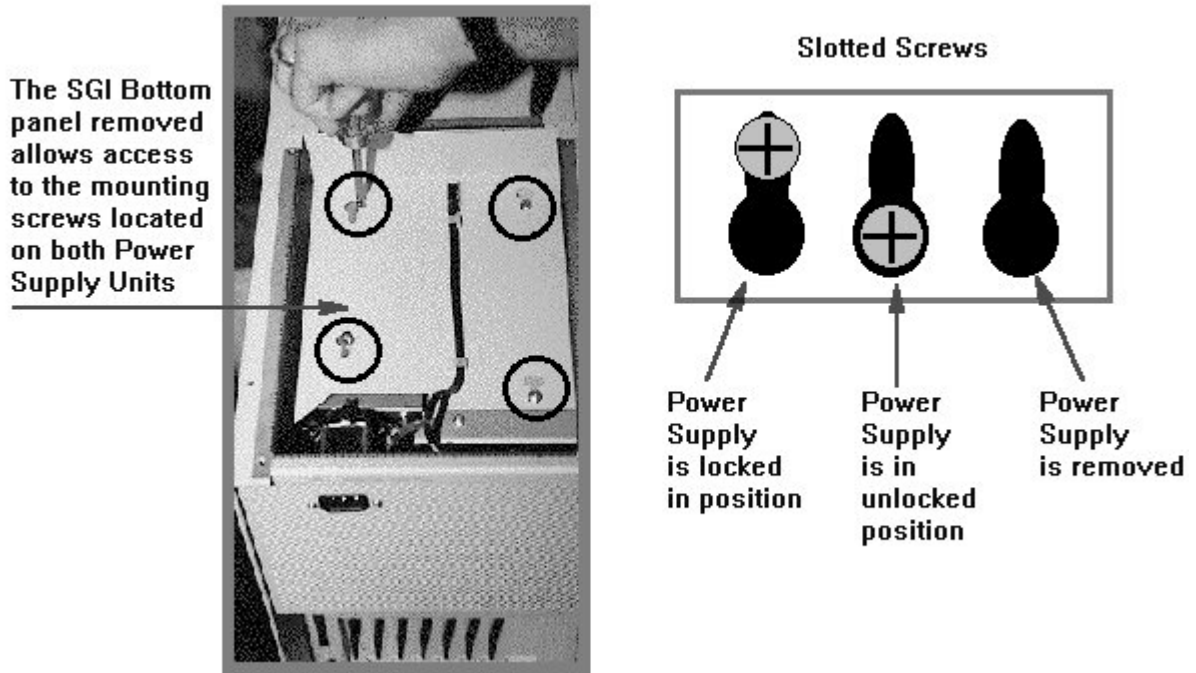 The SGI Bottom
panel removed
allows access
to the mounting
screws located
on both Power
Supply Units
Slotted Screws
Power
Supply
is locked
in position
Power
Supply
is in
unlocked
position
Power
Supply
is removed